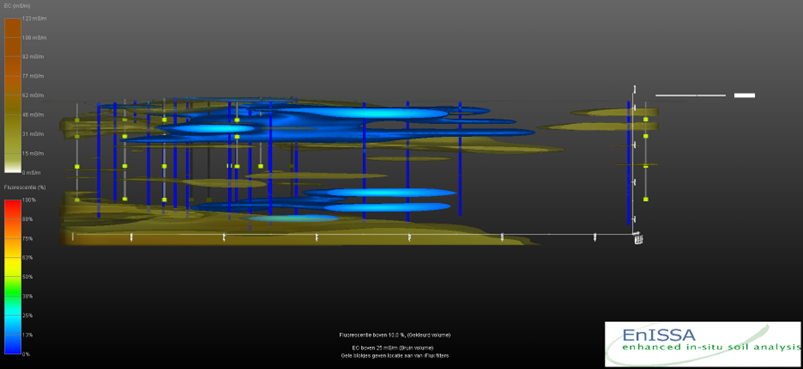 EC (mS/m)
123 mS/m
108 mS/m
92 mS/m
77 mS/m
62 mS/m
46 mS/m
31 mS/m
15 mS/m
0 mS/m
Fluorescentie (%)
100%
88%
75%
63%
50%
38%
25%
13%
0%
Fluorescentie boven 10.0 %, (Gekleurd volume)
EC boven 25 mS/m (Bruin volume)
Gele blokjes geven locatie aan van iFlux filters
EnISSA
enhanced in-situ soil analysis